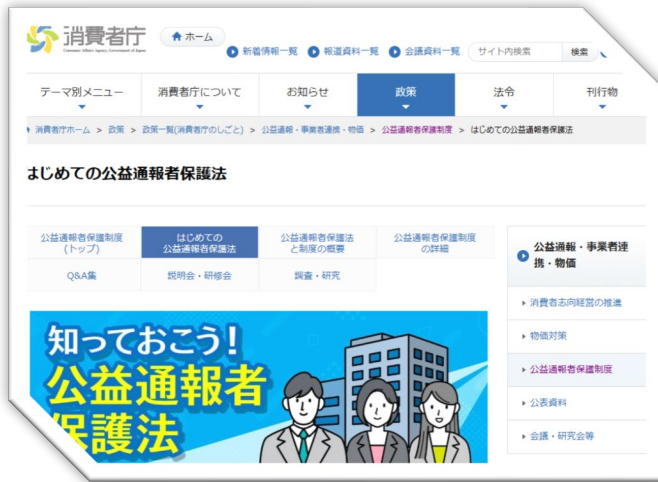 消費者庁
Consumer Affairs Agency, Government of Japan
ホーム
新着情報一覧 報道資料一覧 会議資料一覧 サイト内検索 検索
テーマ別メニュー 消費者庁について お知らせ 政策 法令 刊行物
消費者庁ホーム > 政策 > 政策一覧(消費者庁のしごと) > 公益通報・事業者連携・物価 > 公益通報者保護制度 > はじめての公益通報者保護法
はじめての公益通報者保護法
公益通報者保護制度
(トップ)
はじめての
公益通報者保護法
公益通報者保護法
と制度の概要
公益通報者保護制度
の詳細
Q&A集 説明会・研修会 調査・研究
知っておこう!
公益通報者
保護法
公益通報・事業者連
携・物価
消費者志向経営の推進
物価対策
公益通報者保護制度
公表資料
会議・研究会等